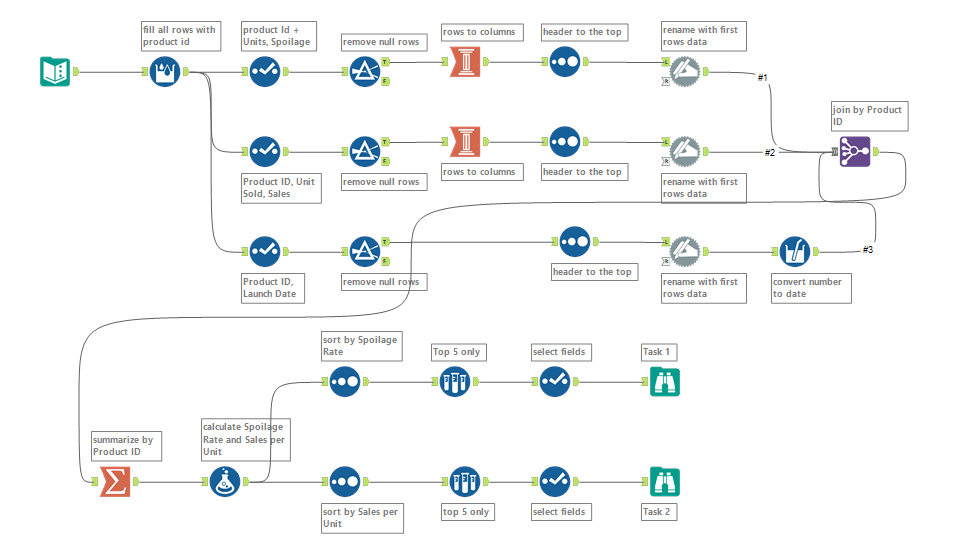 fill all rows with
product id
product Id +
Units, Spoilage
remove null rows
rows to columns
header to the top
rename with first
rows data
T
F
L
R
#1
join by Product
ID
Product ID, Unit
Sold, Sales
remove null rows
T
F
rows to columns
header to the top
L
R
rename with first
rows data
#2
Product ID,
Launch Date
remove null rows
T
F
header to the top
L
R
rename with first
rows data
convert number
to date
#3
sort by Spoilage
Rate
Top 5 only
select fields
Task 1
summarize by
Product ID
calculate Spoilage
Rate and Sales per
Unit
sort by Sales per
Unit
top 5 only
select fields
Task 2